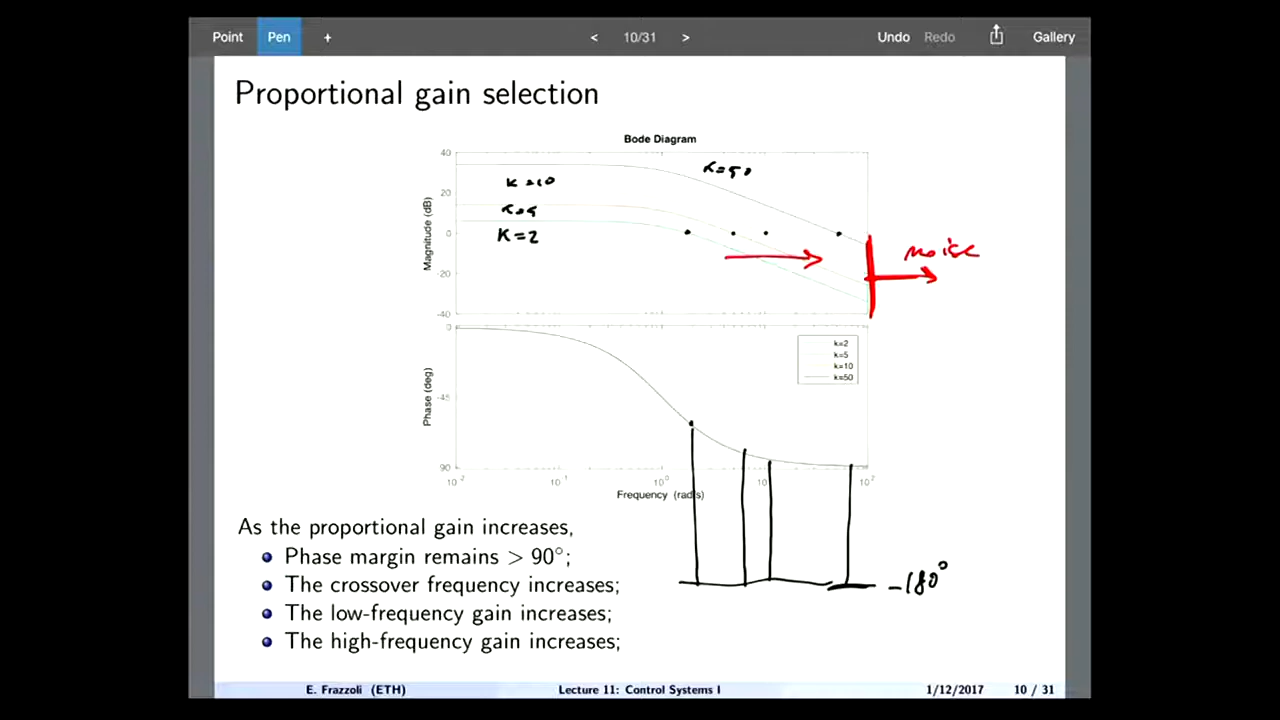 Point Pen + < 10/31 > Undo Redo Gallery
Proportional gain selection
Bode Diagram
40
20
0
-20
-40
Magnitude (dB)
K=50
K=10
K=5
K=2
noise
0
-45
90
Phase (deg)
k=2
k=5
k=10
k=50
10^-2 10^-1 10^0 10^1 10^2
Frequency (rad/s)
As the proportional gain increases,
Phase margin remains > 90°;
The crossover frequency increases;
The low-frequency gain increases;
The high-frequency gain increases;
-180°
E. Frazzoli (ETH) Lecture 11: Control Systems I 1/12/2017 10 / 31